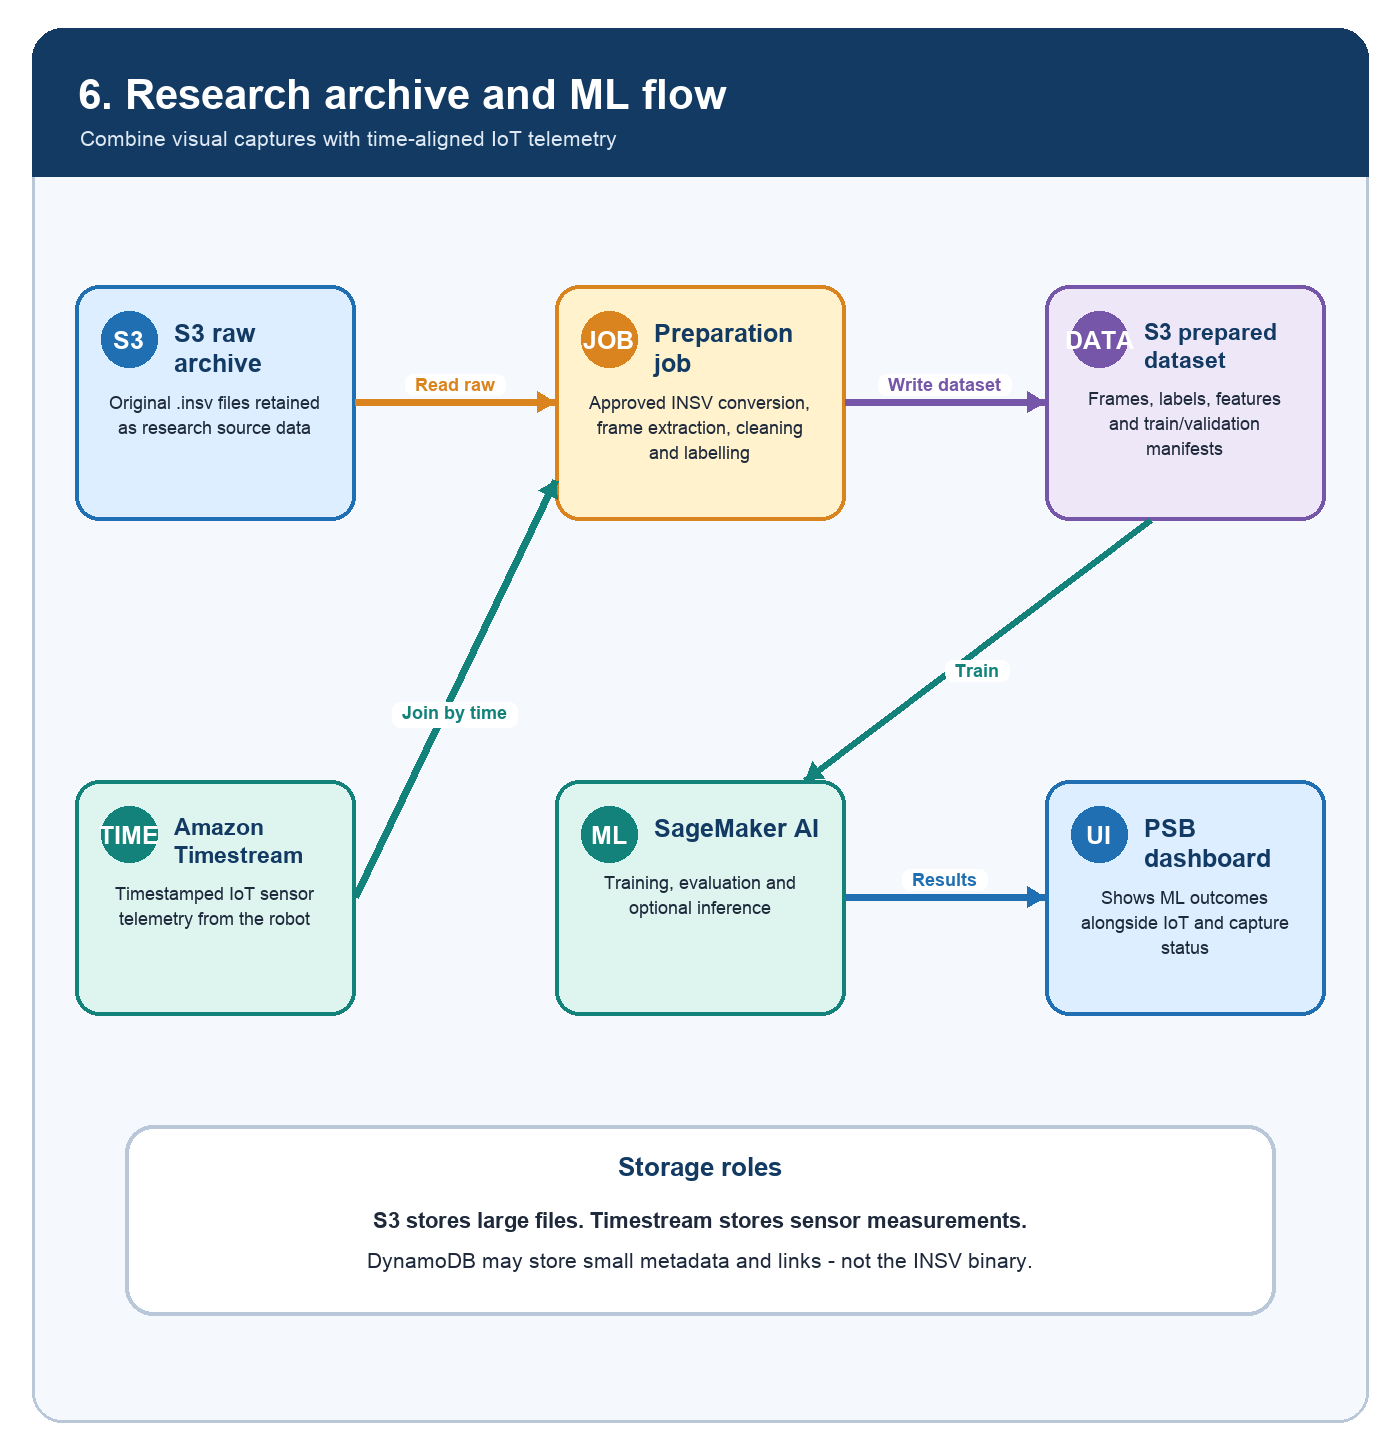 6. Research archive and ML flow
Combine visual captures with time-aligned IoT telemetry
S3
S3 raw
archive
Original .insv files retained
as research source data
Read raw
JOB
Preparation
job
Approved INSV conversion,
frame extraction, cleaning
and labelling
Write dataset
DATA
S3 prepared
dataset
Frames, labels, features
and train/validation
manifests
Join by time
Train
TIME
Amazon
Timestream
Timestamped IoT sensor
telemetry from the robot
ML
SageMaker AI
Training, evaluation and
optional inference
Results
UI
PSB
dashboard
Shows ML outcomes
alongside IoT and capture
status
Storage roles
S3 stores large files. Timestream stores sensor measurements.
DynamoDB may store small metadata and links - not the INSV binary.